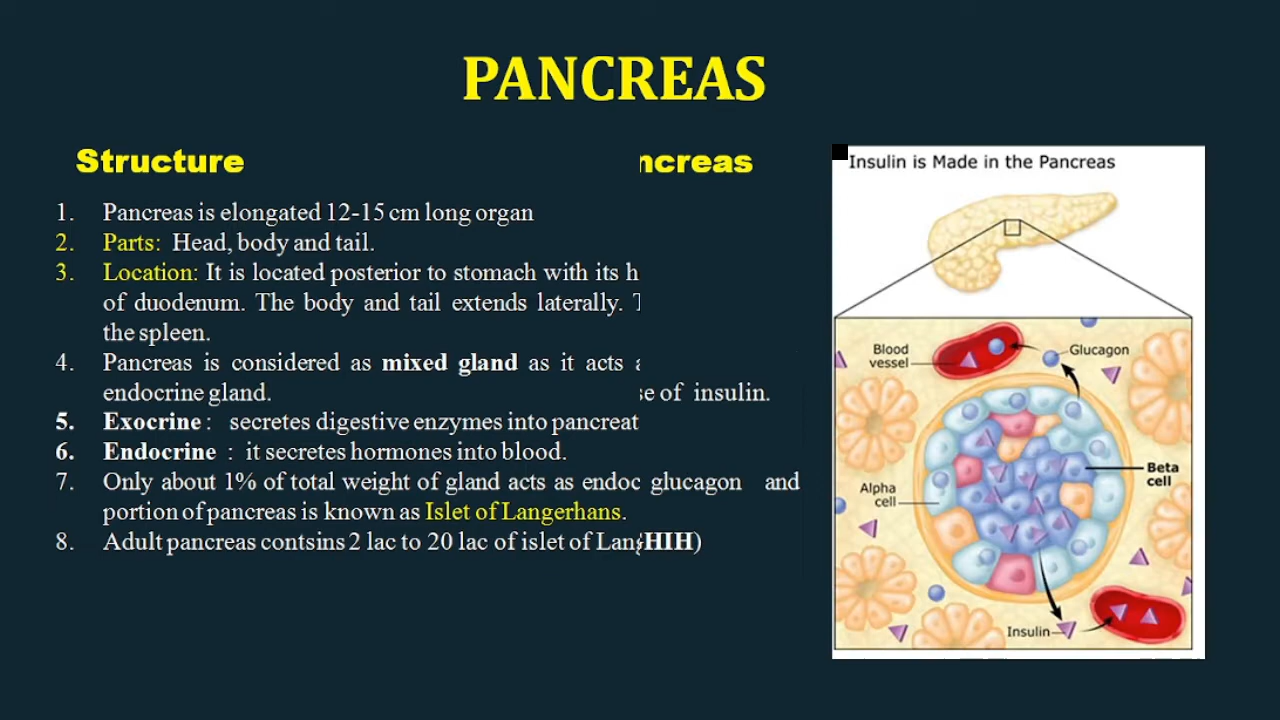 PANCREAS
Structure
ncreas
1. Pancreas is elongated 12-15 cm long organ
2. Parts: Head, body and tail.
3. Location: It is located posterior to stomach with its h
of duodenum. The body and tail extends laterally. T
the spleen.
4. Pancreas is considered as mixed gland as it acts a
endocrine gland. se of insulin.
5. Exocrine : secretes digestive enzymes into pancreat
6. Endocrine : it secretes hormones into blood.
7. Only about 1% of total weight of gland acts as endoc glucagon and
portion of pancreas is known as Islet of Langerhans.
8. Adult pancreas contsins 2 lac to 20 lac of islet of Lang HIH)
Insulin is Made in the Pancreas
Blood
vessel
Glucagon
Beta
cell
Alpha
cell
Insulin